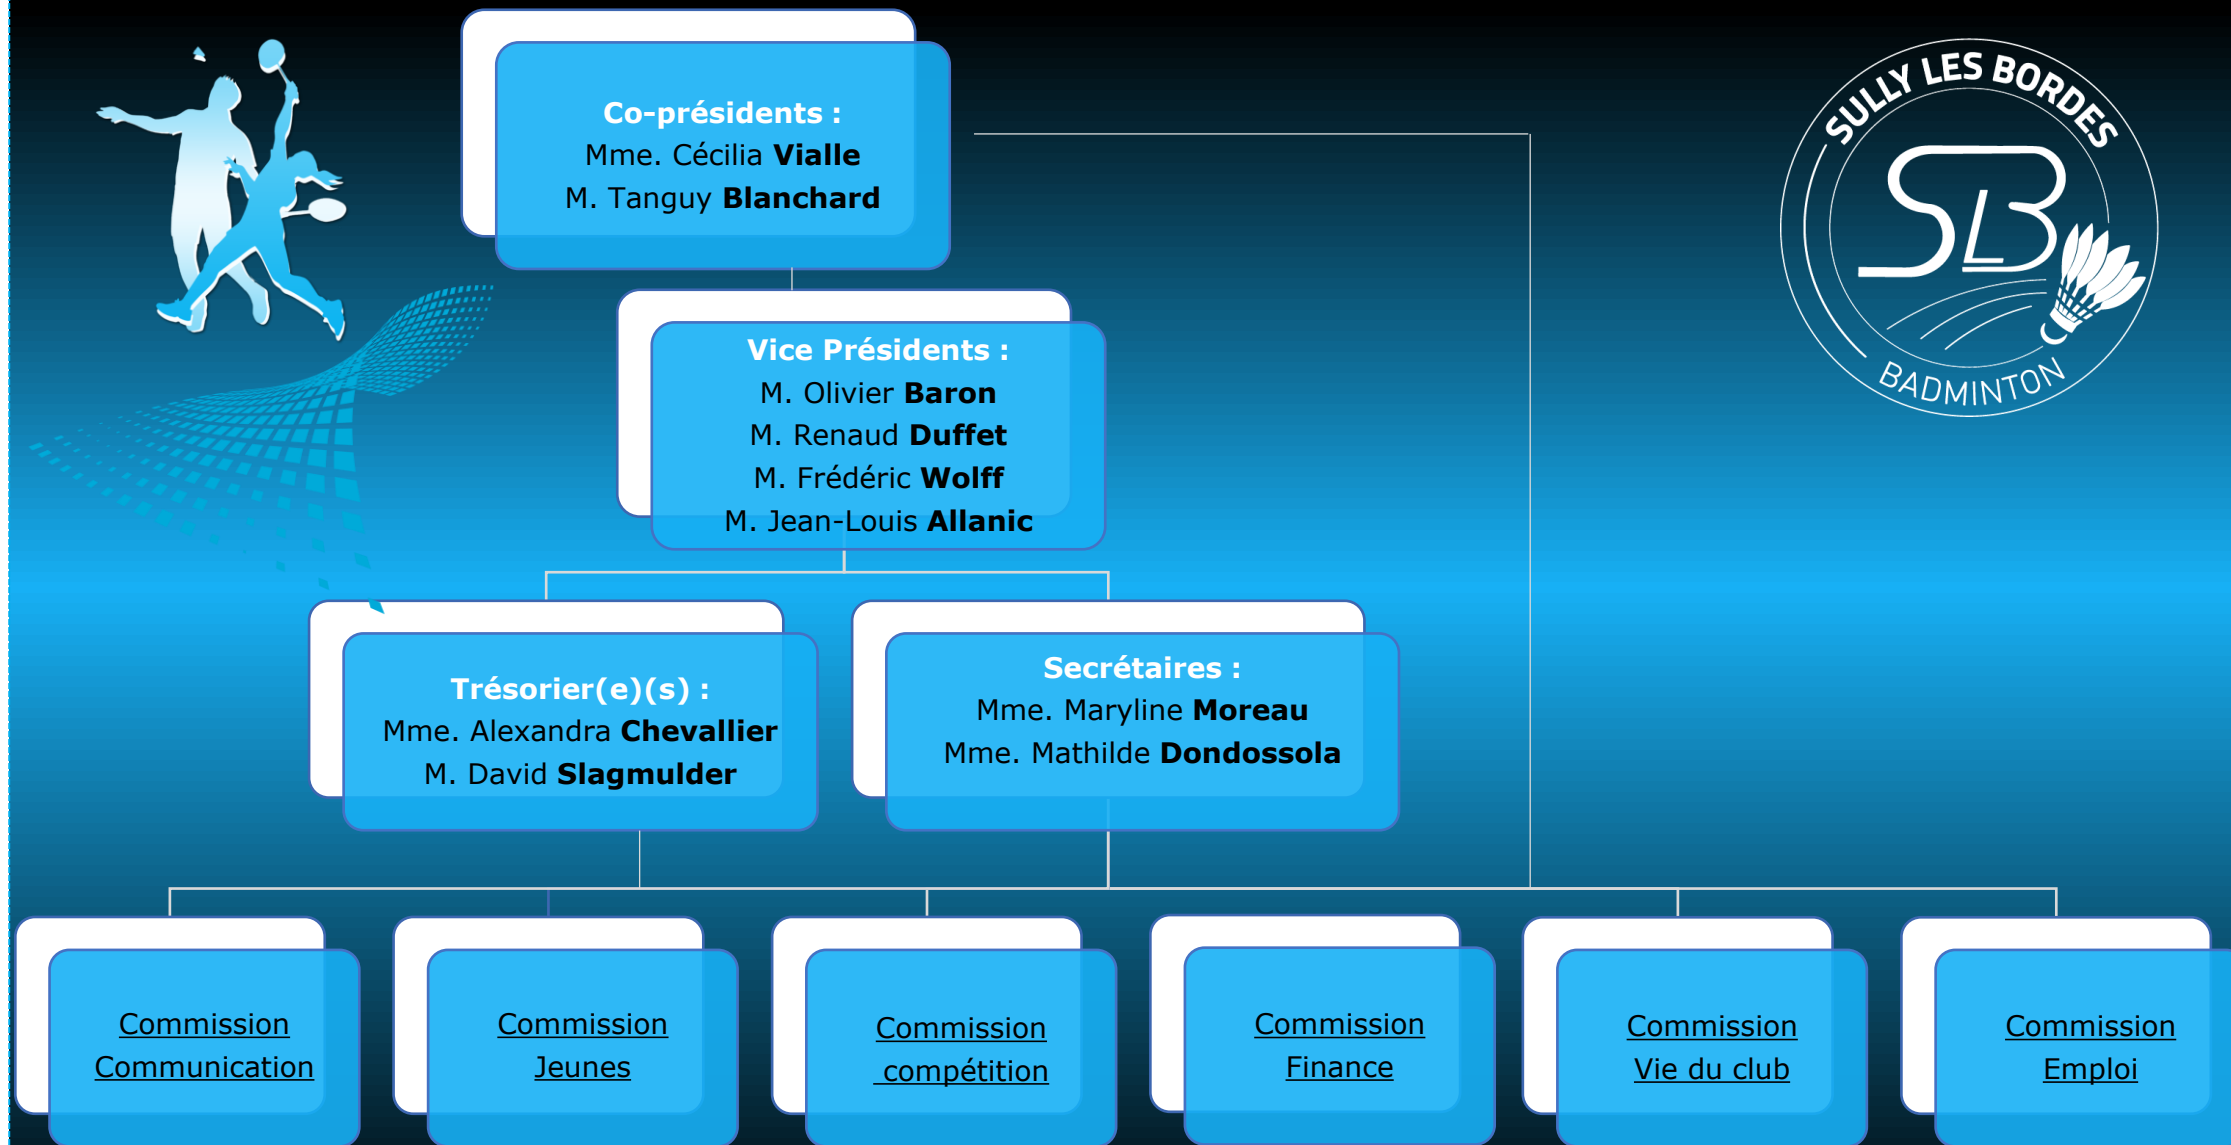 Co-présidents :
Mme. Cécilia Vialle
M. Tanguy Blanchard
SULLY LES BORDES
SLB
BADMINTON
Vice Présidents :
M. Olivier Baron
M. Renaud Duffet
M. Frédéric Wolff
M. Jean-Louis Allanic
Trésorier(e)(s) :
Mme. Alexandra Chevallier
M. David Slagmulder
Secrétaires :
Mme. Maryline Moreau
Mme. Mathilde Dondossola
Commission
Communication
Commission
Jeunes
Commission
compétition
Commission
Finance
Commission
Vie du club
Commission
Emploi